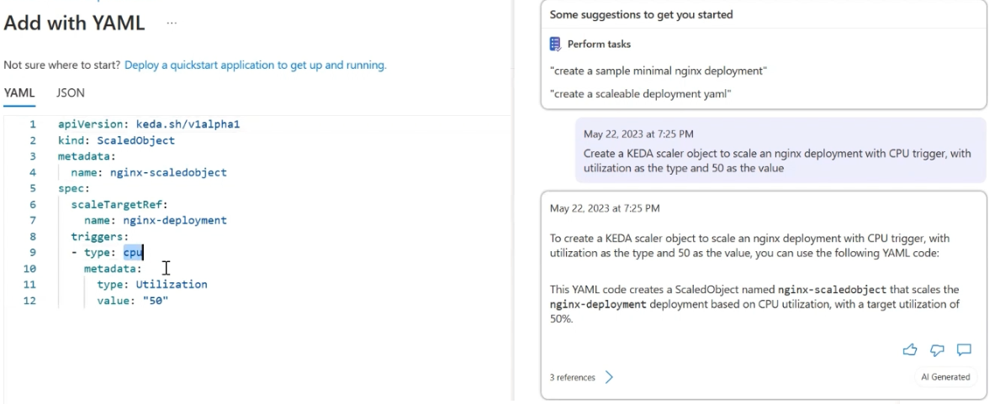 Add with YAML ...
Not sure where to start? Deploy a quickstart application to get up and running.
YAML JSON
1 apiVersion: keda.sh/v1alpha1
2 kind: ScaledObject
3 metadata:
4 name: nginx-scaledobject
5 spec:
6 scaleTargetRef:
7 name: nginx-deployment
8 triggers:
9 - type: cpu
10 metadata:
11 type: Utilization
12 value: "50"
Some suggestions to get you started
Perform tasks
"create a sample minimal nginx deployment"
"create a scaleable deployment yaml"
May 22, 2023 at 7:25 PM
Create a KEDA scaler object to scale an nginx deployment with CPU trigger, with
utilization as the type and 50 as the value
May 22, 2023 at 7:25 PM
To create a KEDA scaler object to scale an nginx deployment with CPU trigger, with
utilization as the type and 50 as the value, you can use the following YAML code:
This YAML code creates a ScaledObject named nginx-scaledobject that scales the
nginx-deployment deployment based on CPU utilization, with a target utilization of
50%.
3 references
AI Generated